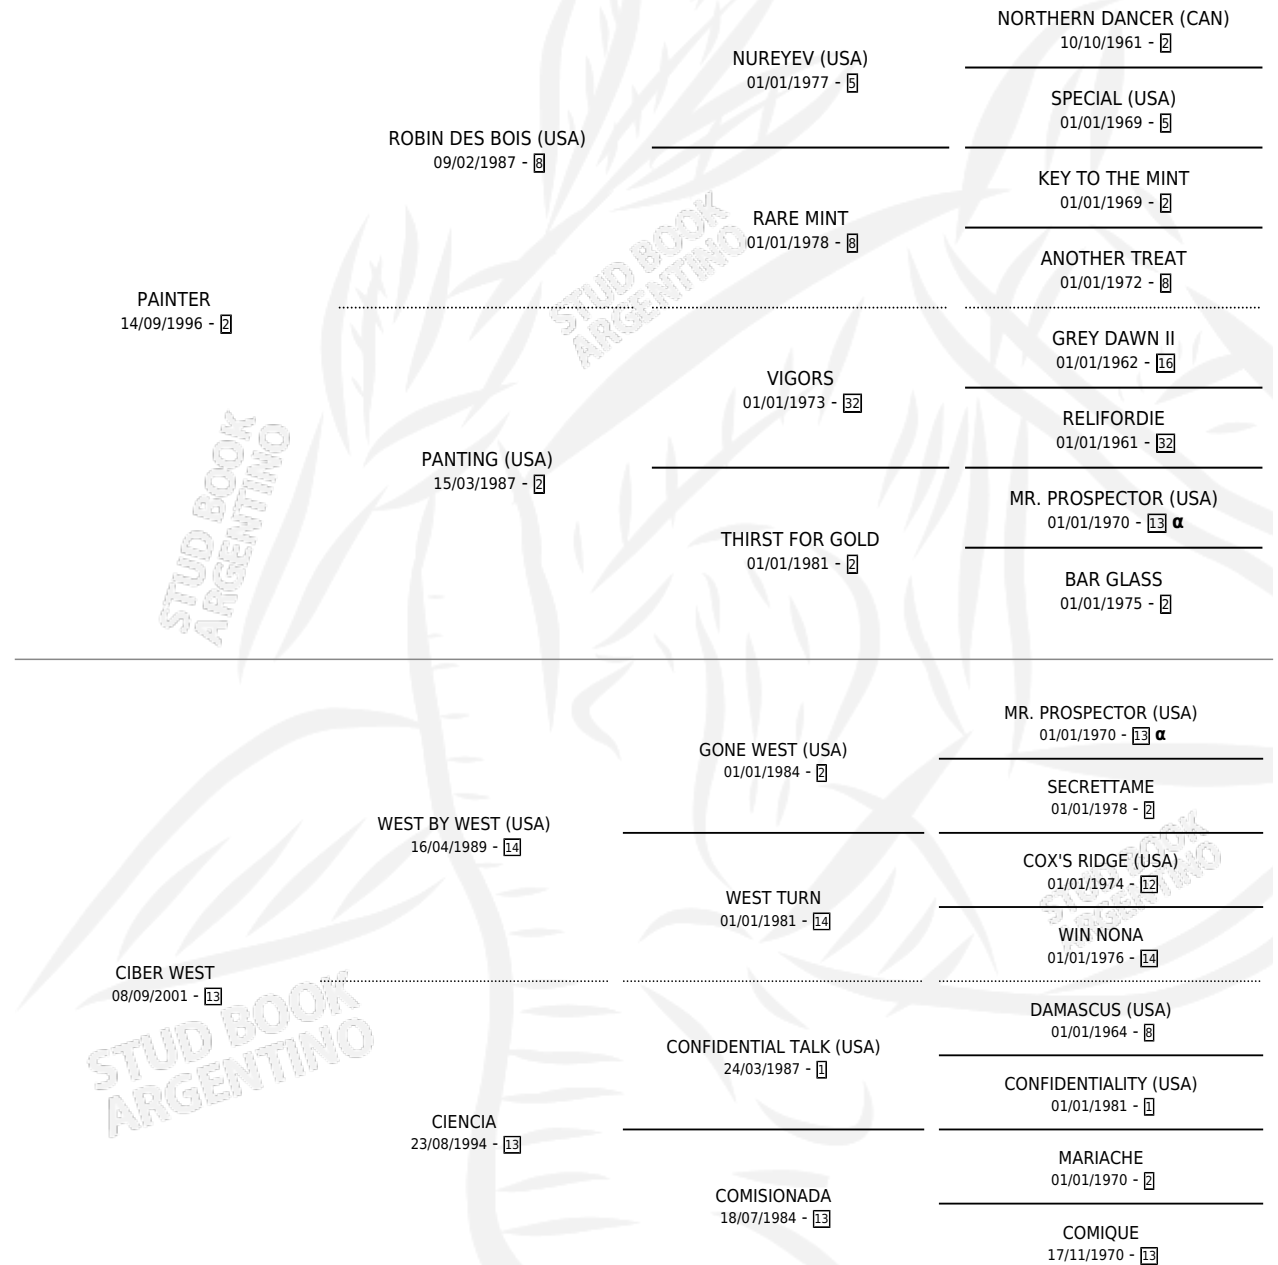 NORTHERN DANCER (CAN)
10/10/1961 - 2
NUREYEV (USA)
01/01/1977 - 5
SPECIAL (USA)
01/01/1969 - 5
ROBIN DES BOIS (USA)
09/02/1987 - 8
KEY TO THE MINT
01/01/1969 - 2
RARE MINT
01/01/1978 - 8
ANOTHER TREAT
01/01/1972 - 8
PAINTER
14/09/1996 - 2
GREY DAWN II
01/01/1962 - 16
VIGORS
01/01/1973 - 32
RELIFORDIE
01/01/1961 - 32
PANTING (USA)
15/03/1987 - 2
MR. PROSPECTOR (USA)
01/01/1970 - 13 α
THIRST FOR GOLD
01/01/1981 - 2
BAR GLASS
01/01/1975 - 2
MR. PROSPECTOR (USA)
01/01/1970 - 13 α
GONE WEST (USA)
01/01/1984 - 2
SECRETTAME
01/01/1978 - 2
WEST BY WEST (USA)
16/04/1989 - 14
COX'S RIDGE (USA)
01/01/1974 - 12
WEST TURN
01/01/1981 - 14
WIN NONA
01/01/1976 - 14
CIBER WEST
08/09/2001 - 13
DAMASCUS (USA)
01/01/1964 - 8
CONFIDENTIAL TALK (USA)
24/03/1987 - 1
CONFIDENTIALITY (USA)
01/01/1981 - 1
CIENCIA
23/08/1994 - 13
MARIACHE
01/01/1970 - 2
COMISIONADA
18/07/1984 - 13
COMIQUE
17/11/1970 - 13
STUD BOOK
ARGENTINO
STUD BOOK
ARGENTINO
STUD BOOK
ARGENTINO
STUD BOOK
ARGENTINO